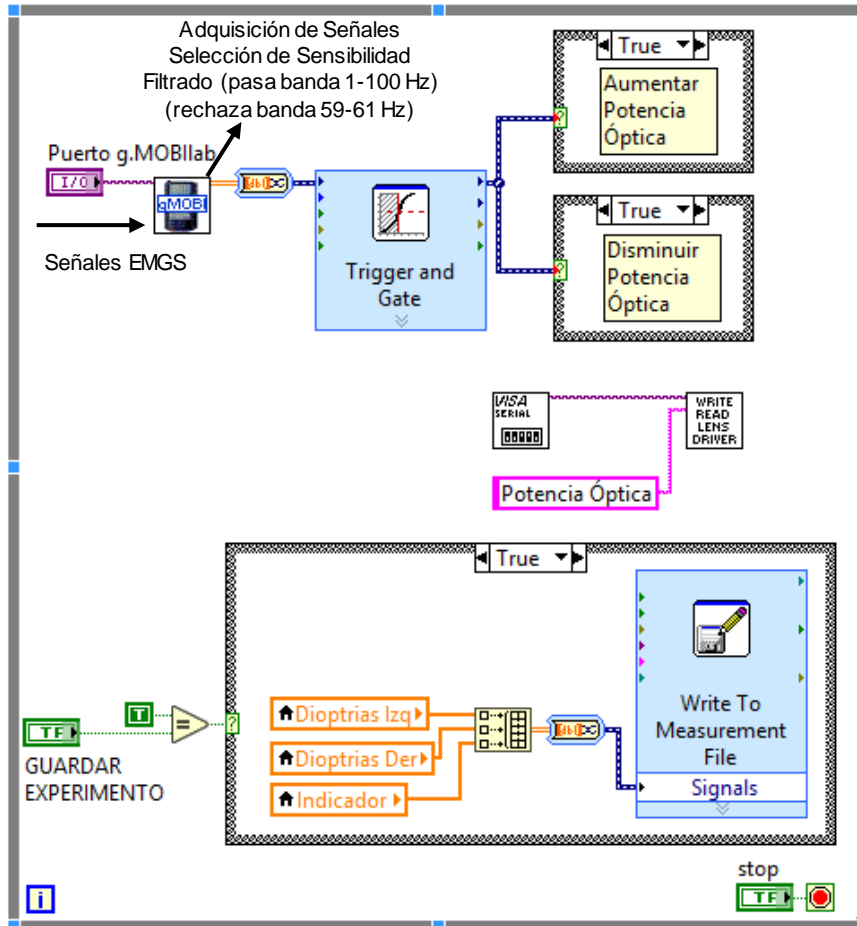 Adquisición de Señales
Selección de Sensibilidad
Filtrado (pasa banda 1-100 Hz)
(rechaza banda 59-61 Hz)
Puerto g.MOBIlab
I/O
gMOBI
Señales EMGS
Trigger and
Gate
True
Aumentar
Potencia
Óptica
?
True
Disminuir
Potencia
Óptica
?
VISA
SERIAL
WRITE
READ
LENS
DRIVER
Potencia Óptica
True
T
=
?
TF
GUARDAR
EXPERIMENTO
Dioptrias Izq
Dioptrias Der
Indicador
Write To
Measurement
File
Signals
stop
TF
i